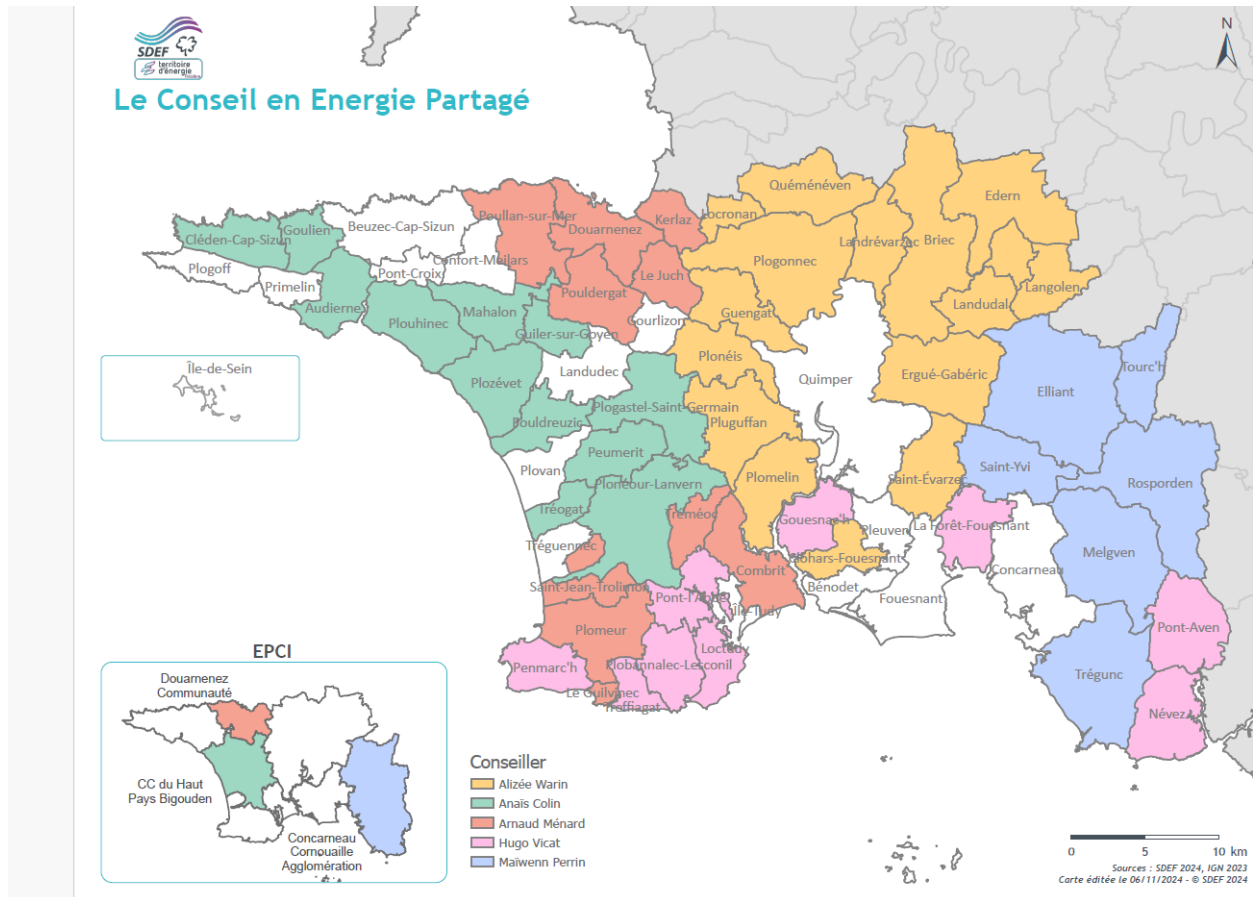 SDEF
territoire
d'énergie
Le Conseil en Energie Partagé
N
Quéménéven
Edern
Locronan
Poullan-sur-Mer
Kerlaz
Douarnenez
Beuzec-Cap-Sizun
Goulien
Cléden-Cap-Sizun
Landrévarzec
Briec
Plogonnec
Confort-Meilars
Plogoff
Pont-Croix
Le Juch
Primelin
Langolen
Pouldergat
Landudal
Audierne
Mahalon
Guengat
Plouhinec
Gourlizon
Guiler-sur-Goyen
Plonéis
Tourc'h
Île-de-Sein
Landudec
Quimper
Ergué-Gabéric
Plozévet
Elliant
Plogastel-Saint-Germain
Pouldreuzic
Pluguffan
Peumerit
Plovan
Saint-Yvi
Plomelin
Saint-Évarzec
Plonéour-Lanvern
Rosporden
Tréogat
Tréméoc
Gouesnac'h
La Forêt-Fouesnant
Pleuven
Tréguennec
Melgven
Clohars-Fouesnant
Combrit
Concarneau
Saint-Jean-Trolimon
Bénodet
Pont-l'Abbé
Fouesnant
Île-Tudy
Plomeur
Pont-Aven
Loctudy
EPCI
Penmarc'h
Plobannalec-Lesconil
Trégunc
Douarnenez
Communauté
Le Guilvinec
Treffiagat
Névez
CC du Haut
Pays Bigouden
Concarneau
Cornouaille
Agglomération
Conseiller
Alizée Warin
Anaïs Colin
Arnaud Ménard
Hugo Vicat
Maïwenn Perrin
0 5 10 km
Sources : SDEF 2024, IGN 2023
Carte éditée le 06/11/2024 - © SDEF 2024